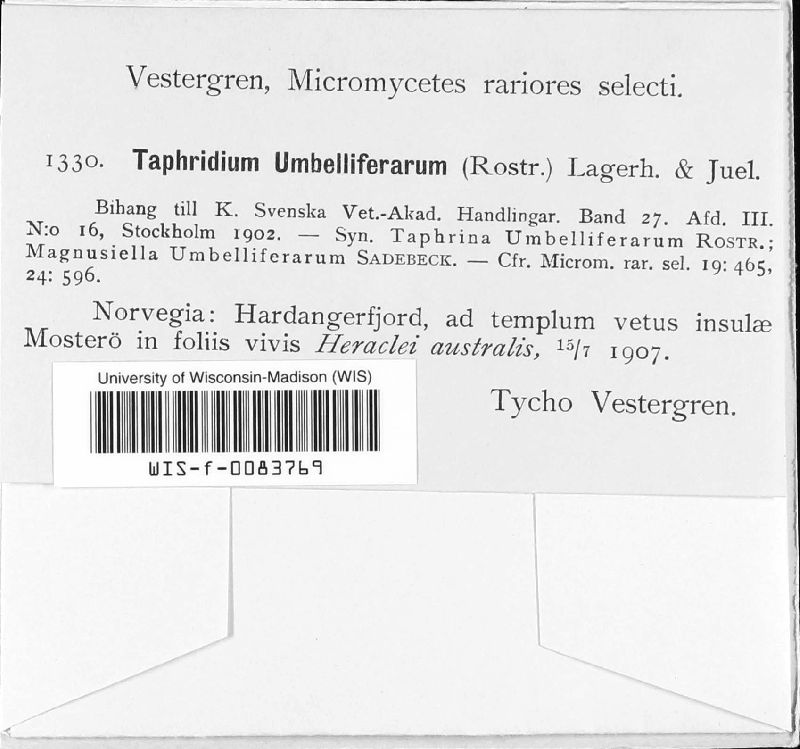 Vestergren, Micromycetes rariores selecti.
1330. Taphridium Umbelliferarum (Rostr.) Lagerh. & Juel.
Bihang till K. Svenska Vet.-Akad. Handlingar. Band 27. Afd. III.
N:o 16, Stockholm 1902. — Syn. Taphrina Umbelliferarum ROSTR.;
Magnusiella Umbelliferarum SADEBECK. — Cfr. Microm. rar. sel. 19: 465,
24: 596.
Norvegia: Hardangerfjord, ad templum vetus insulæ
Mosterö in foliis vivis Heraclei australis, 15/7 1907.
Tycho Vestergren.
University of Wisconsin-Madison (WIS)
WIS-f-0083769